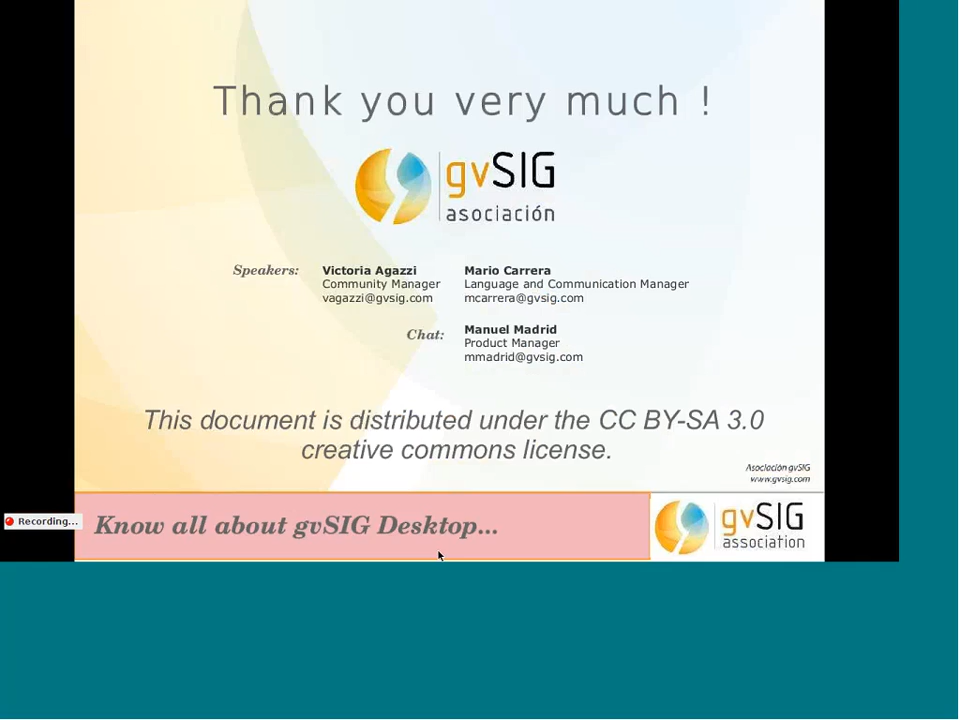 Thank you very much !
gvSIG
asociación
Speakers:
Victoria Agazzi
Community Manager
vagazzi@gvsig.com
Mario Carrera
Language and Communication Manager
mcarrera@gvsig.com
Chat:
Manuel Madrid
Product Manager
mmadrid@gvsig.com
This document is distributed under the CC BY-SA 3.0
creative commons license.
Asociación gvSIG
www.gvsig.com
Recording...
Know all about gvSIG Desktop...
gvSIG
association